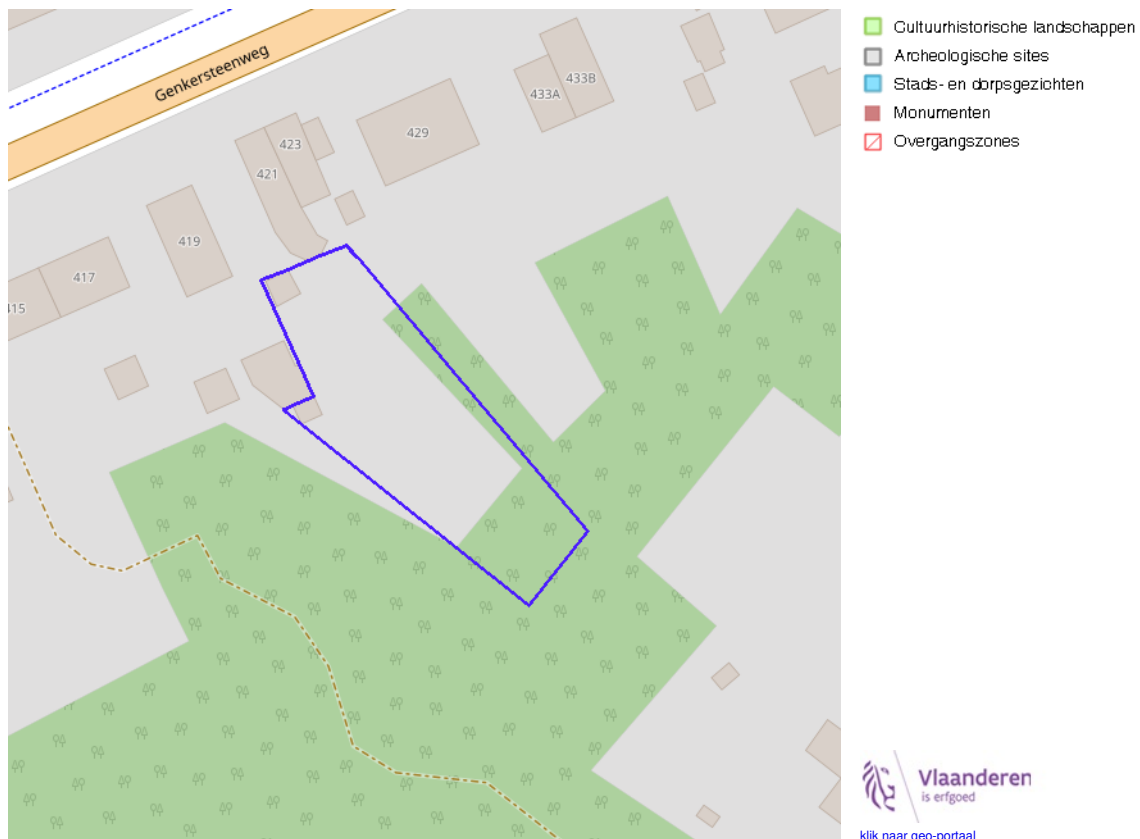 Genkersteenweg
433B
433A
429
423
421
419
417
415
Cultuurhistorische landschappen
Archeologische sites
Stads- en dorpsgezichten
Monumenten
Overgangszones
Vlaanderen
is erfgoed
klik naar geo-portaal